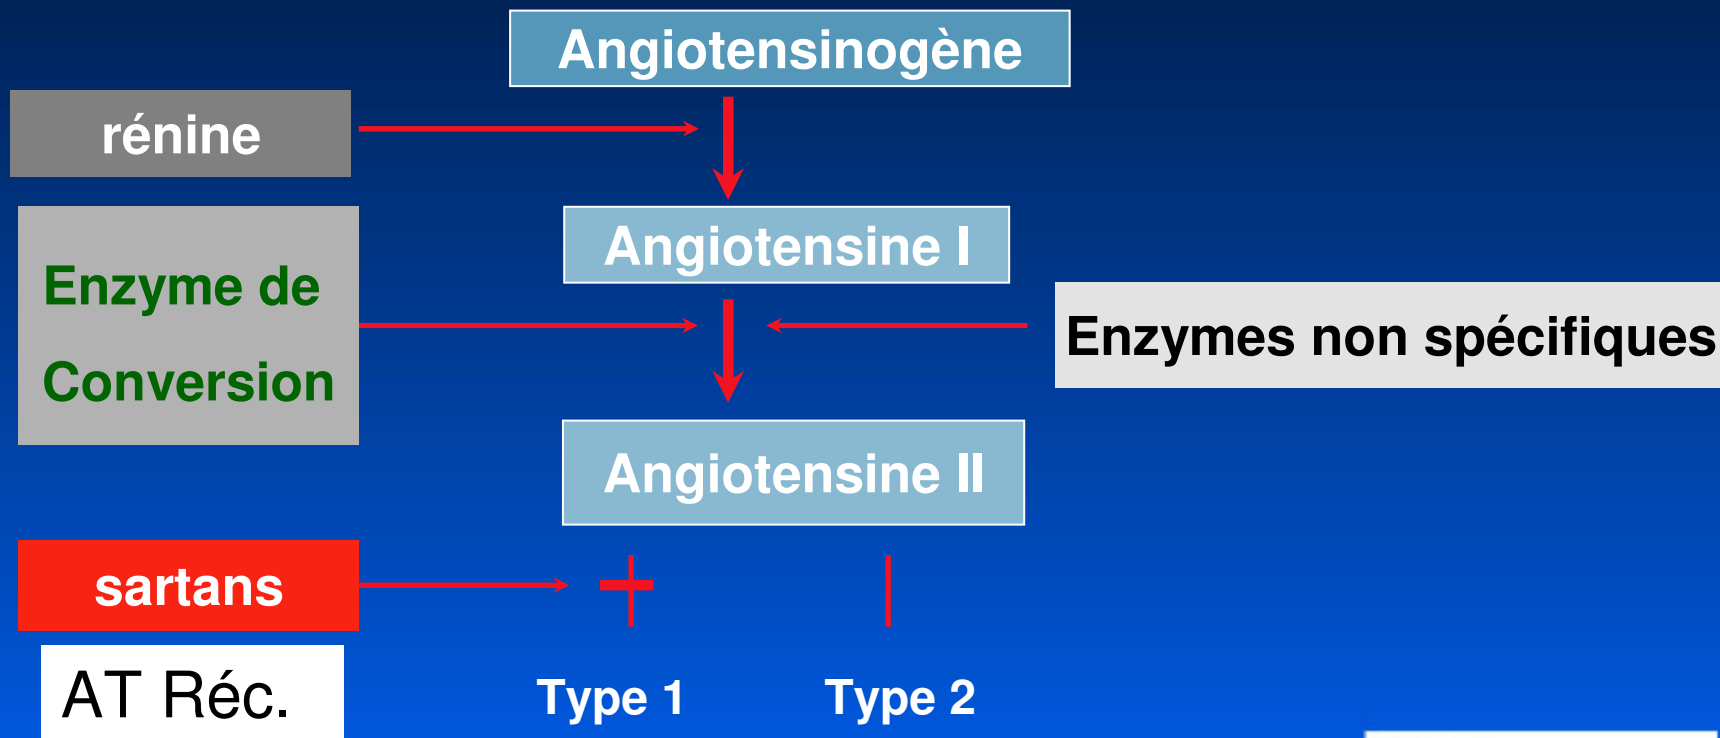 Angiotensinogène
rénine
Angiotensine I
Enzyme de
Conversion
Enzymes non spécifiques
Angiotensine II
sartans
AT Réc.
Type 1
Type 2